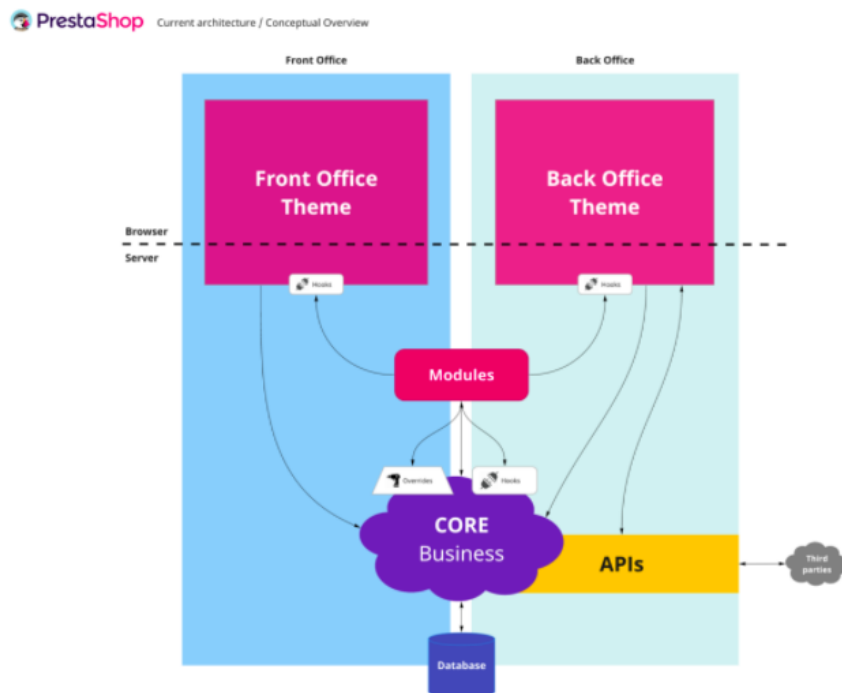 PrestaShop Current architecture / Conceptual Overview
Front Office
Back Office
Front Office
Theme
Back Office
Theme
Browser
Server
Hooks
Hooks
Modules
Overrides
Hooks
CORE
Business
APIs
Third
parties
Database